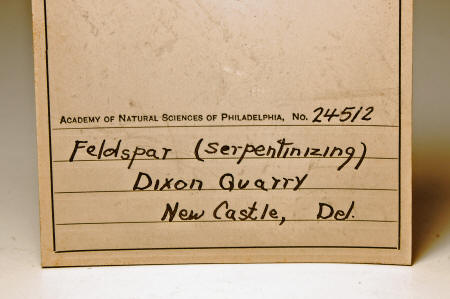 Academy of Natural Sciences of Philadelphia, No. 24512
Feldspar (serpentinizing)
Dixon Quarry
New Castle, Del.